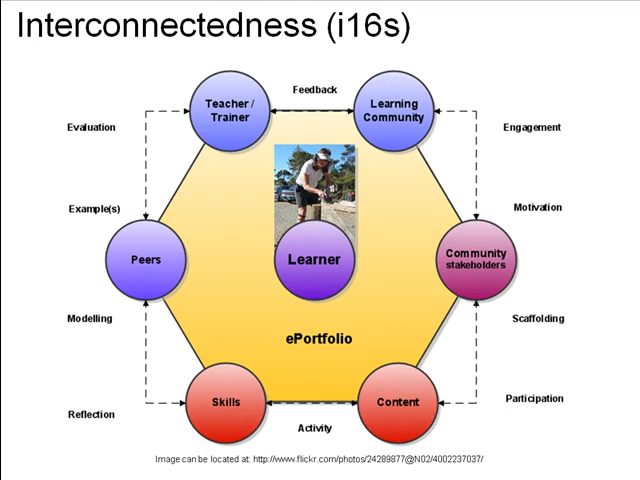 Interconnectedness (i16s)
Feedback
Teacher /
Trainer
Learning
Community
Evaluation
Engagement
Example(s)
Motivation
Peers
Learner
Community
stakeholders
Modelling
Scaffolding
ePortfolio
Skills
Content
Reflection
Participation
Activity
Image can be located at: http://www.flickr.com/photos/24289877@N02/4002237037/